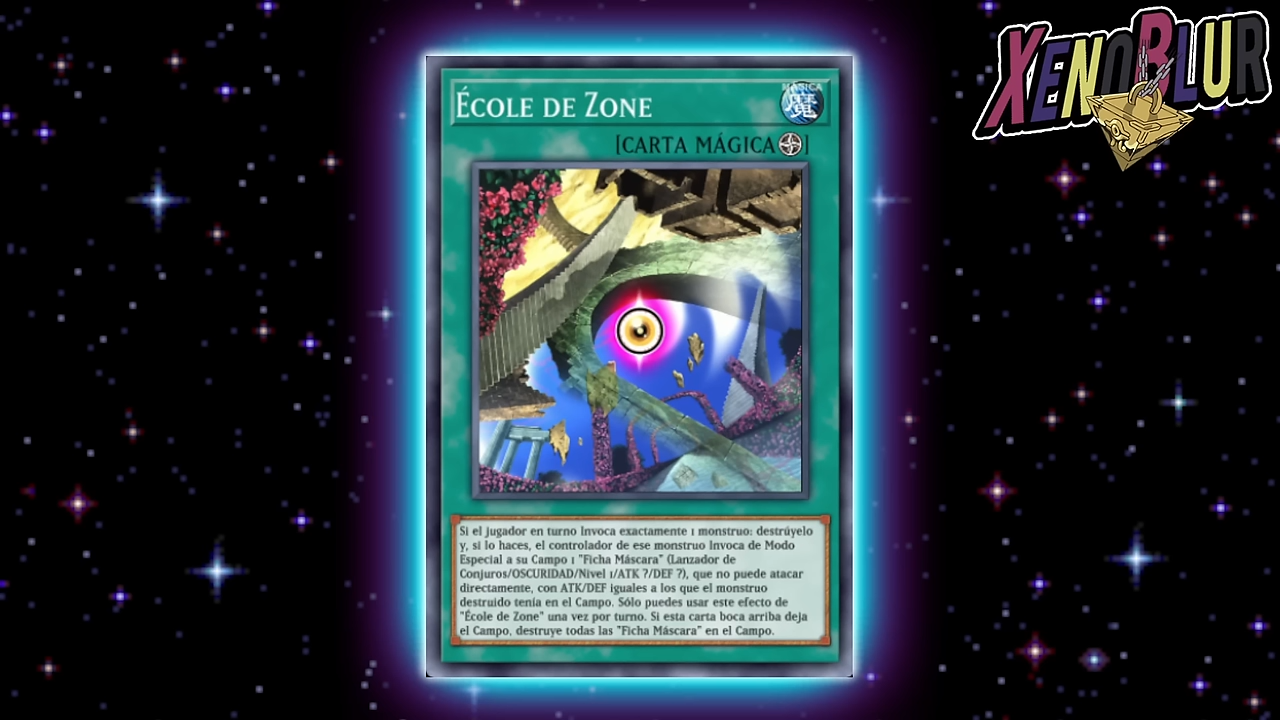 XENOBLUR
École de Zone
MÁGICA
魔
[CARTA MÁGICA]
Si el jugador en turno Invoca exactamente 1 monstruo: destrúyelo
y, si lo haces, el controlador de ese monstruo Invoca de Modo
Especial a su Campo 1 "Ficha Máscara" (Lanzador de
Conjuros/OSCURIDAD/Nivel 1/ATK ?/DEF ?), que no puede atacar
directamente, con ATK/DEF iguales a los que el monstruo
destruido tenía en el Campo. Sólo puedes usar este efecto de
"École de Zone" una vez por turno. Si esta carta boca arriba deja
el Campo, destruye todas las "Ficha Máscara" en el Campo.